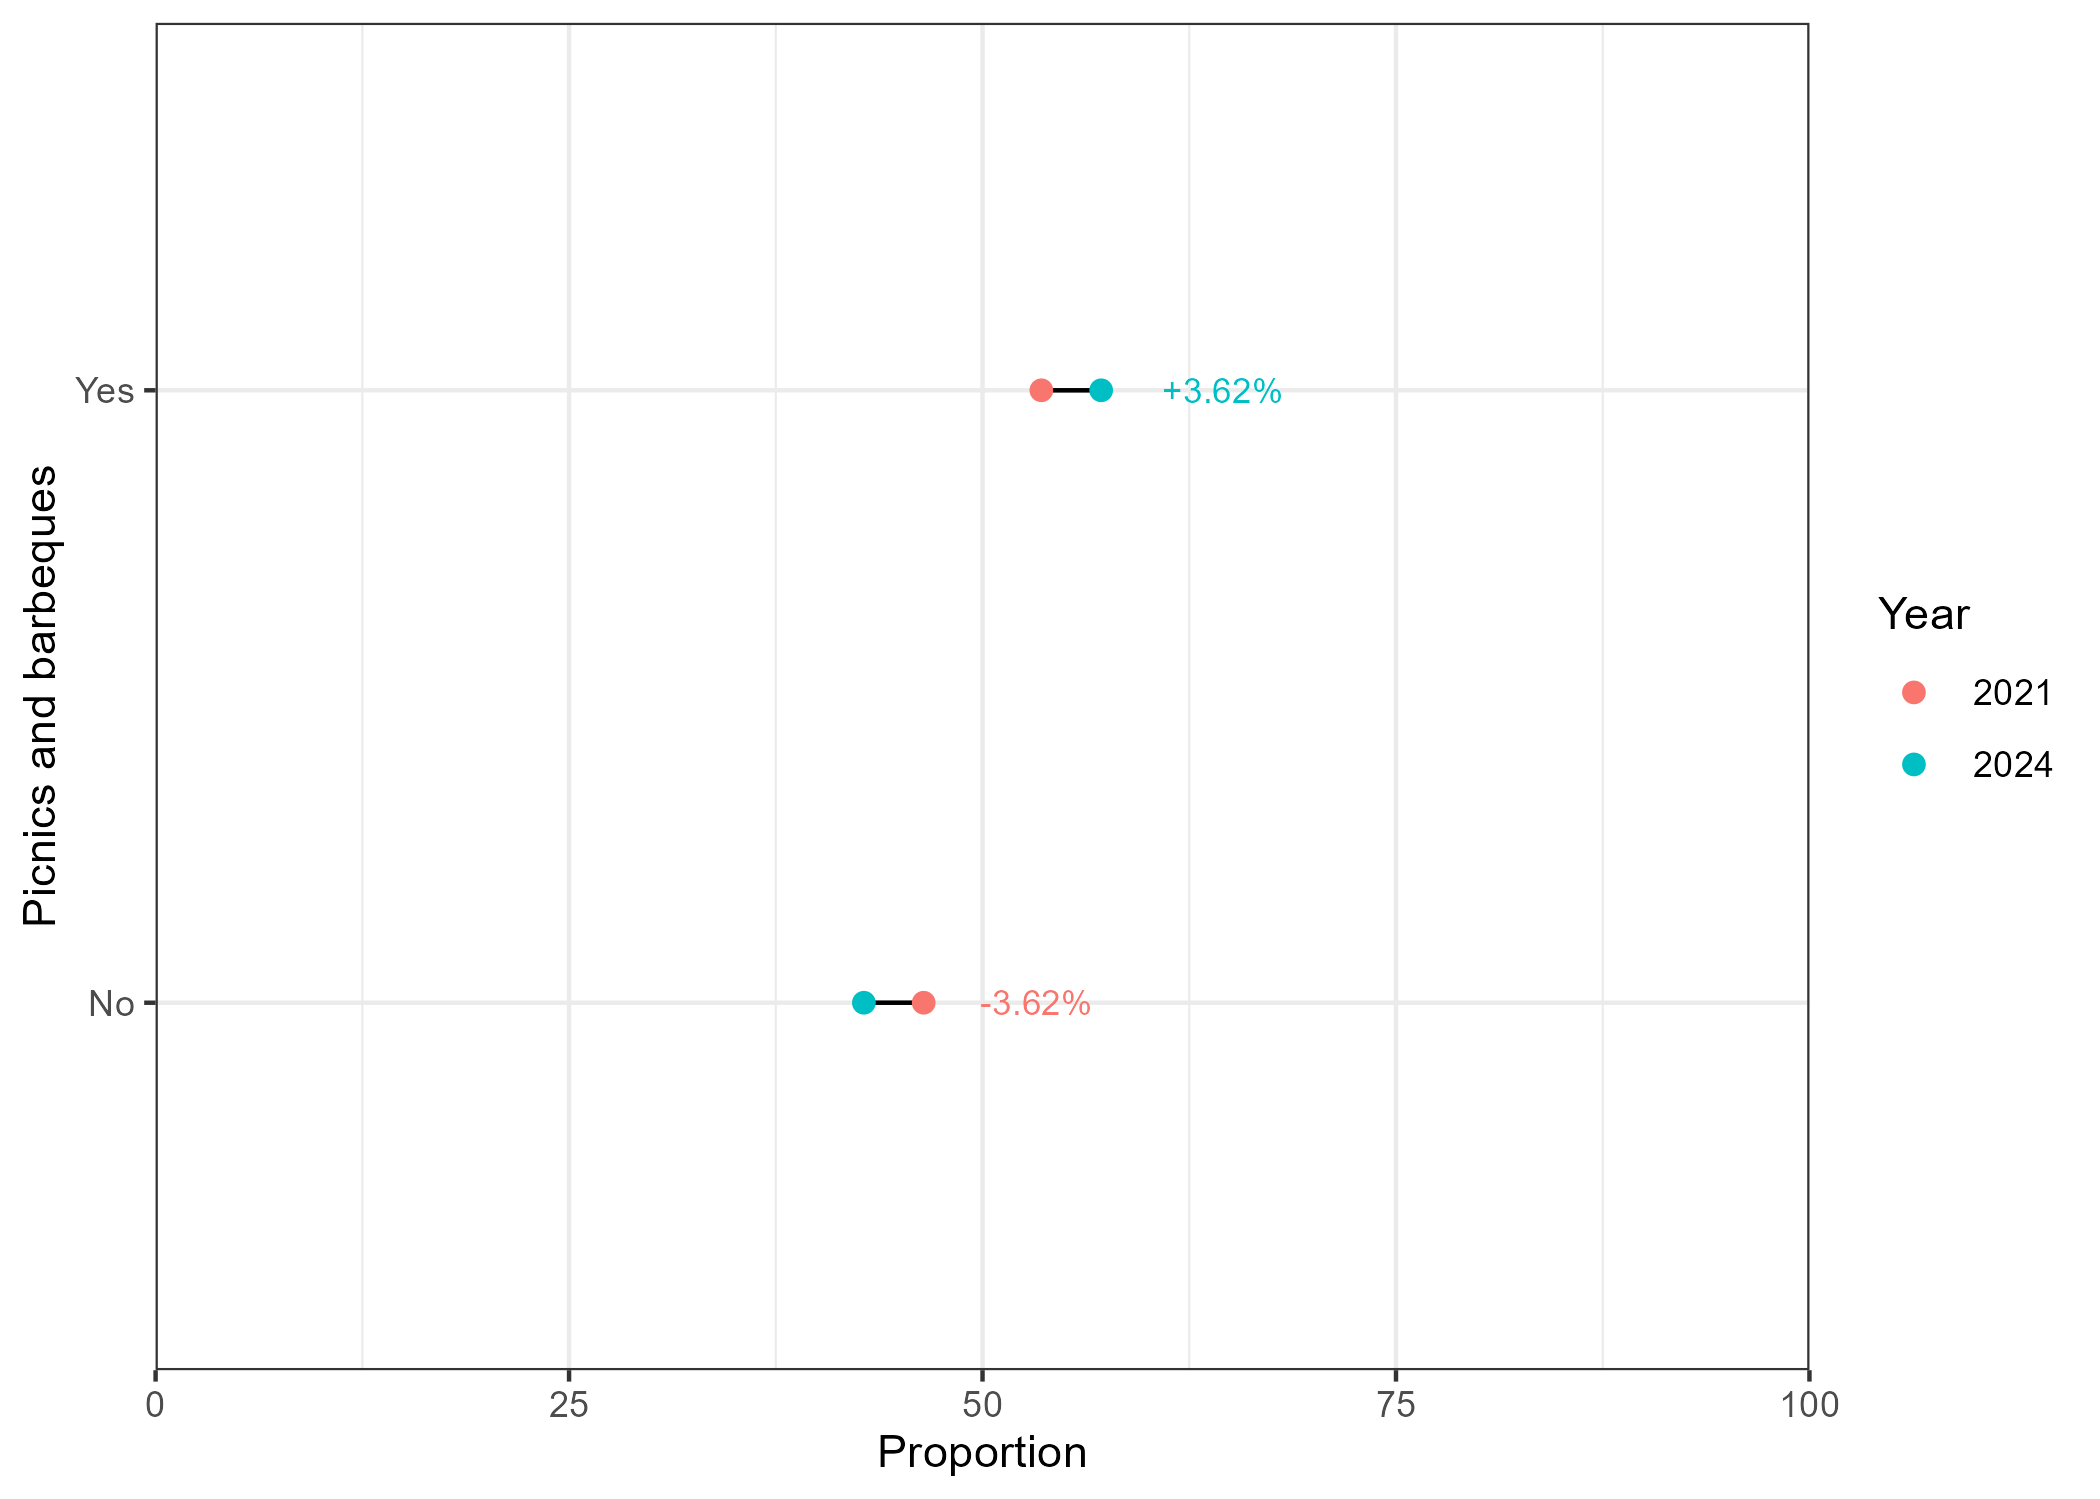 Picnics and barbeques
Yes
+3.62%
No
-3.62%
0
25
50
75
100
Proportion
Year
2021
2024